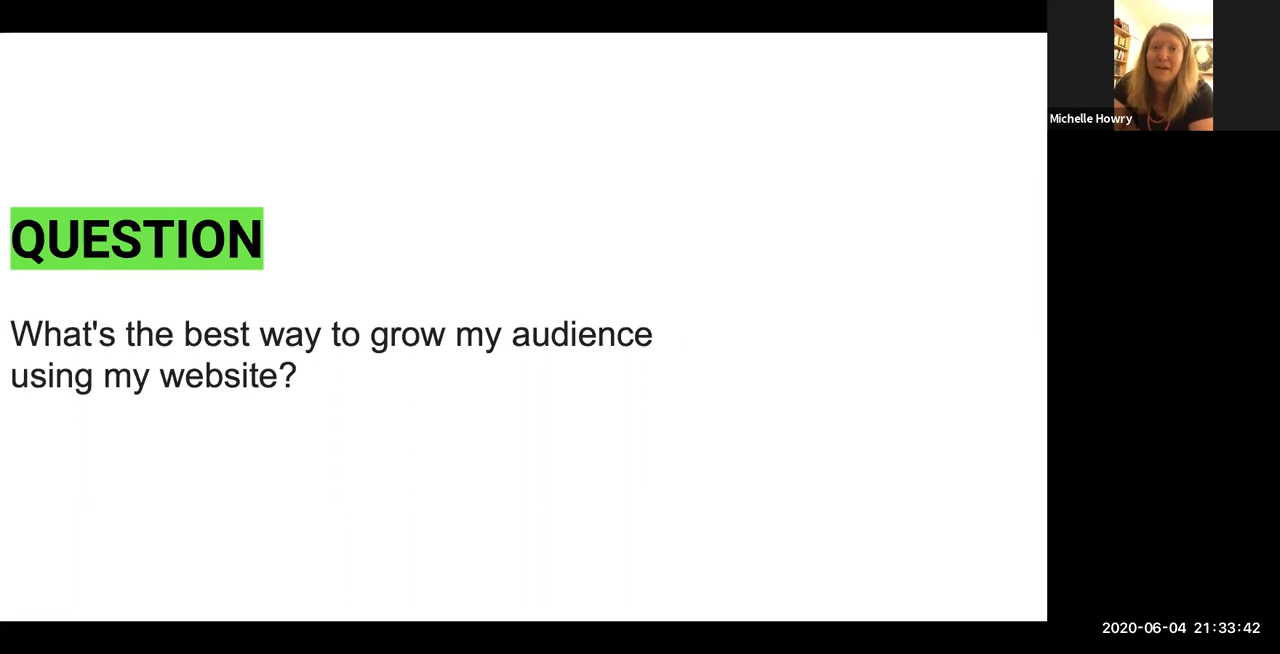 Michelle Howry
QUESTION
What's the best way to grow my audience
using my website?
2020-06-04 21:33:42